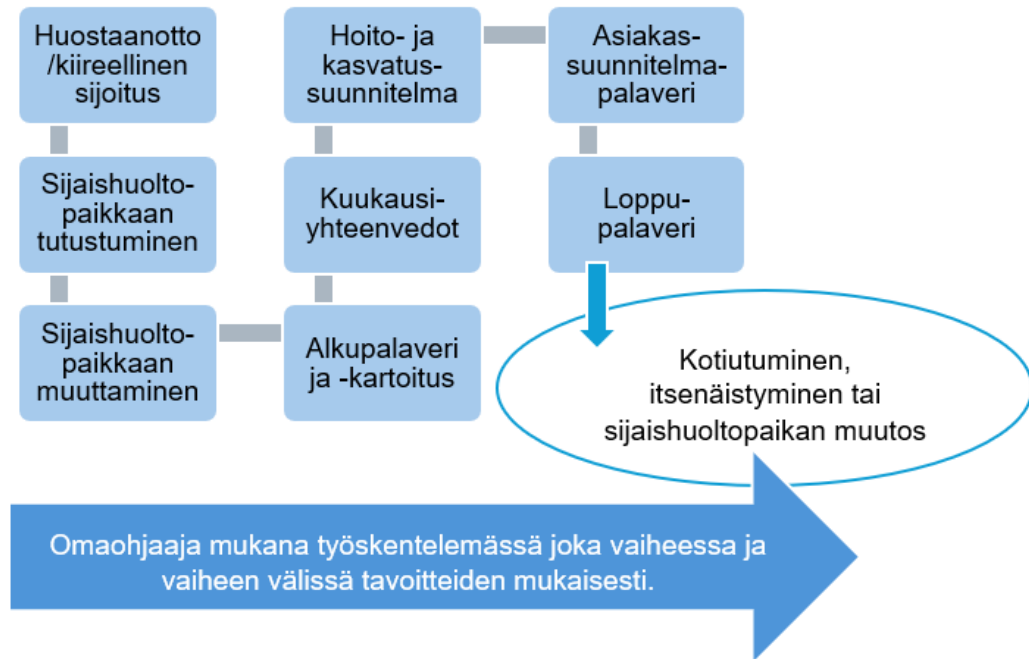 Huostaanotto
/kiireellinen
sijoitus
Sijaishuolto-
paikkaan
tutustuminen
Sijaishuolto-
paikkaan
muuttaminen
Alkupalaveri
ja -kartoitus
Kuukausi-
yhteenvedot
Hoito- ja
kasvatus-
suunnitelma
Asiakas-
suunnitelma-
palaveri
Loppu-
palaveri
Kotiutuminen,
itsenäistyminen tai
sijaishuoltopaikan muutos
Omaohjaaja mukana työskentelemässä joka vaiheessa ja
vaiheen välissä tavoitteiden mukaisesti.